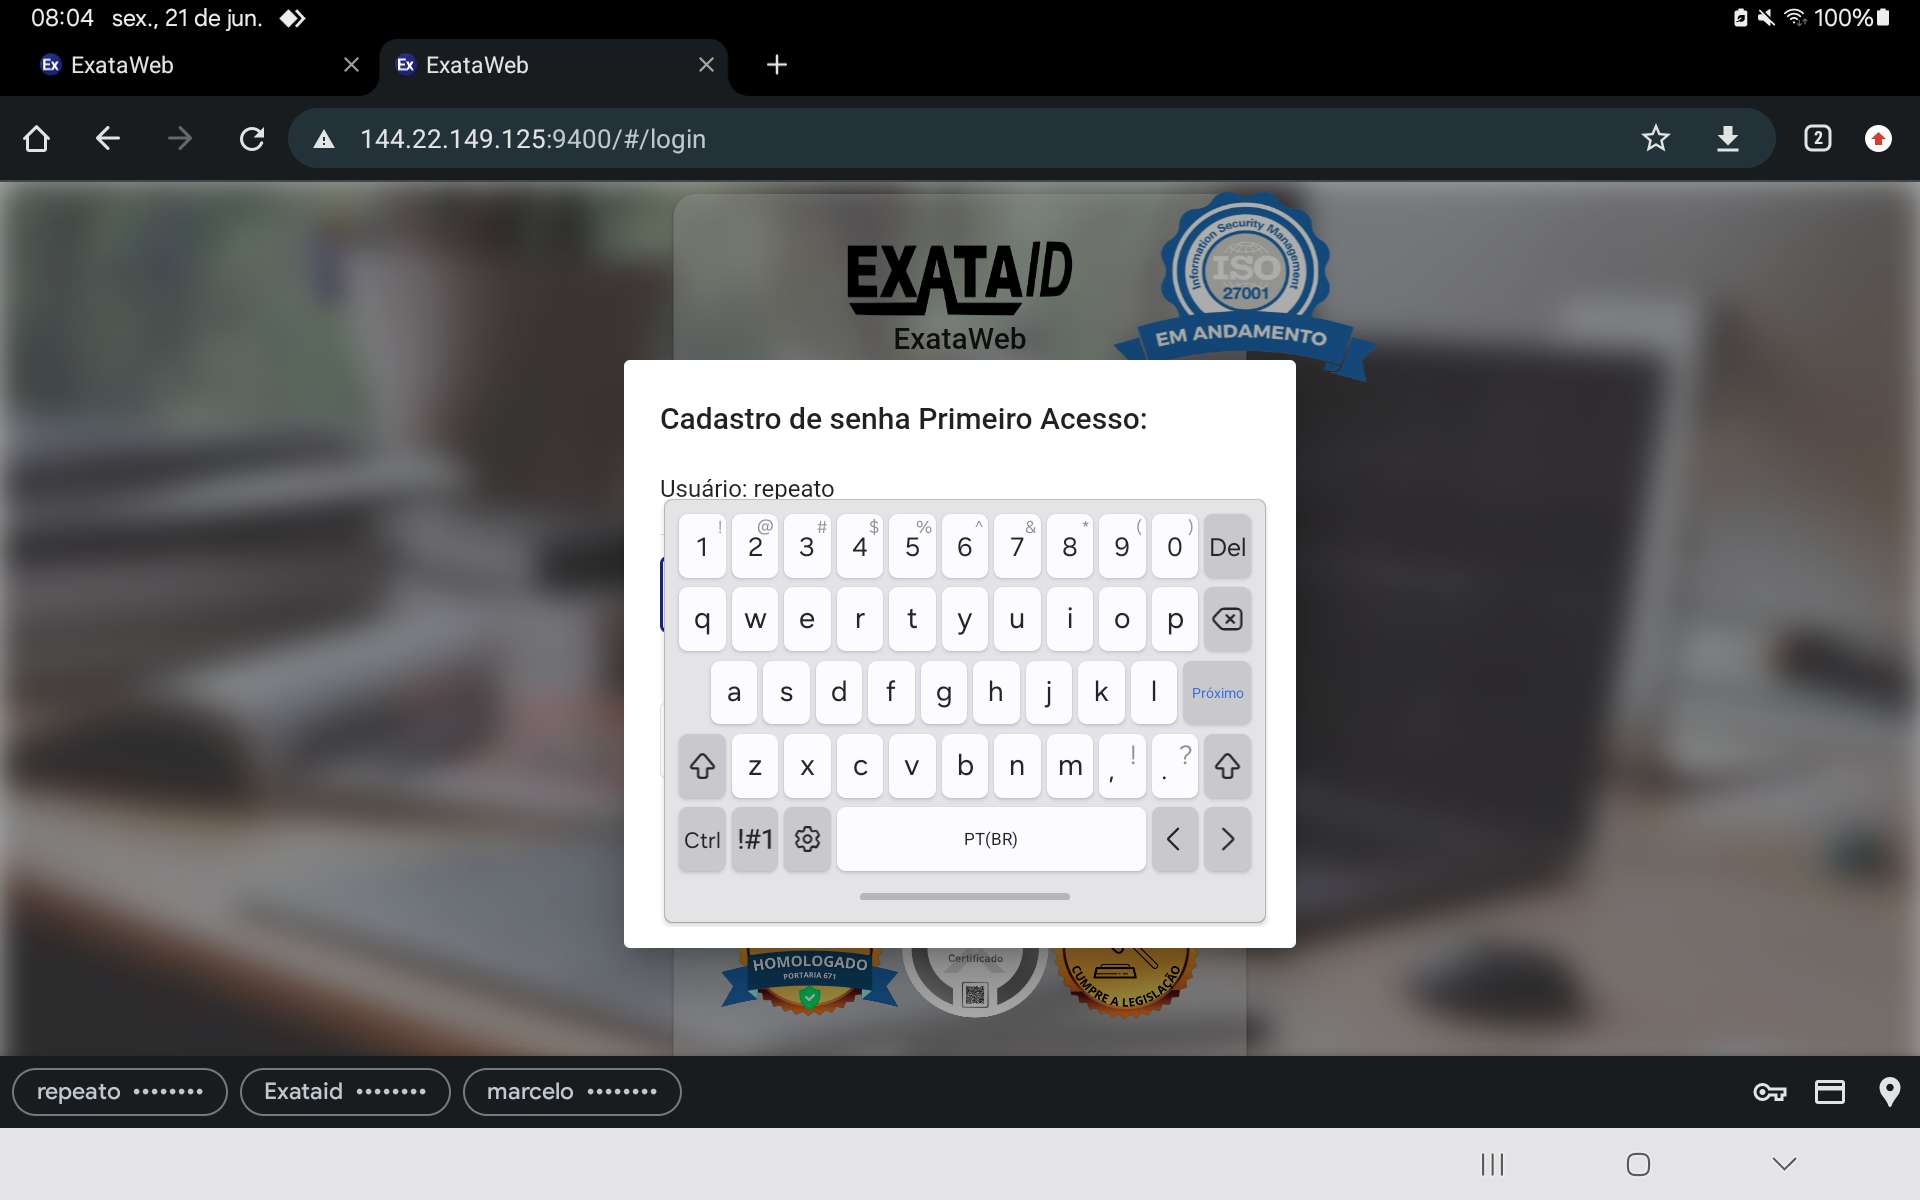 08:04 sex., 21 de jun. 100%
Ex ExataWeb
Ex ExataWeb
144.22.149.125:9400/#/login 2
EXATAID
ExataWeb
Information Security Management
ISO
27001
EM ANDAMENTO
Cadastro de senha Primeiro Acesso:
Usuário: repeato
! @ # $ % ^ & * ( )
1 2 3 4 5 6 7 8 9 0 Del
q w e r t y u i o p
a s d f g h j k l Próximo
z x c v b n m , ! . ?
Ctrl !#1 PT(BR) < >
HOMOLOGADO
PORTARIA 671
Certificado
CUMPRE A LEGISLAÇÃO
repeato ••••••••
Exataid ••••••••
marcelo ••••••••